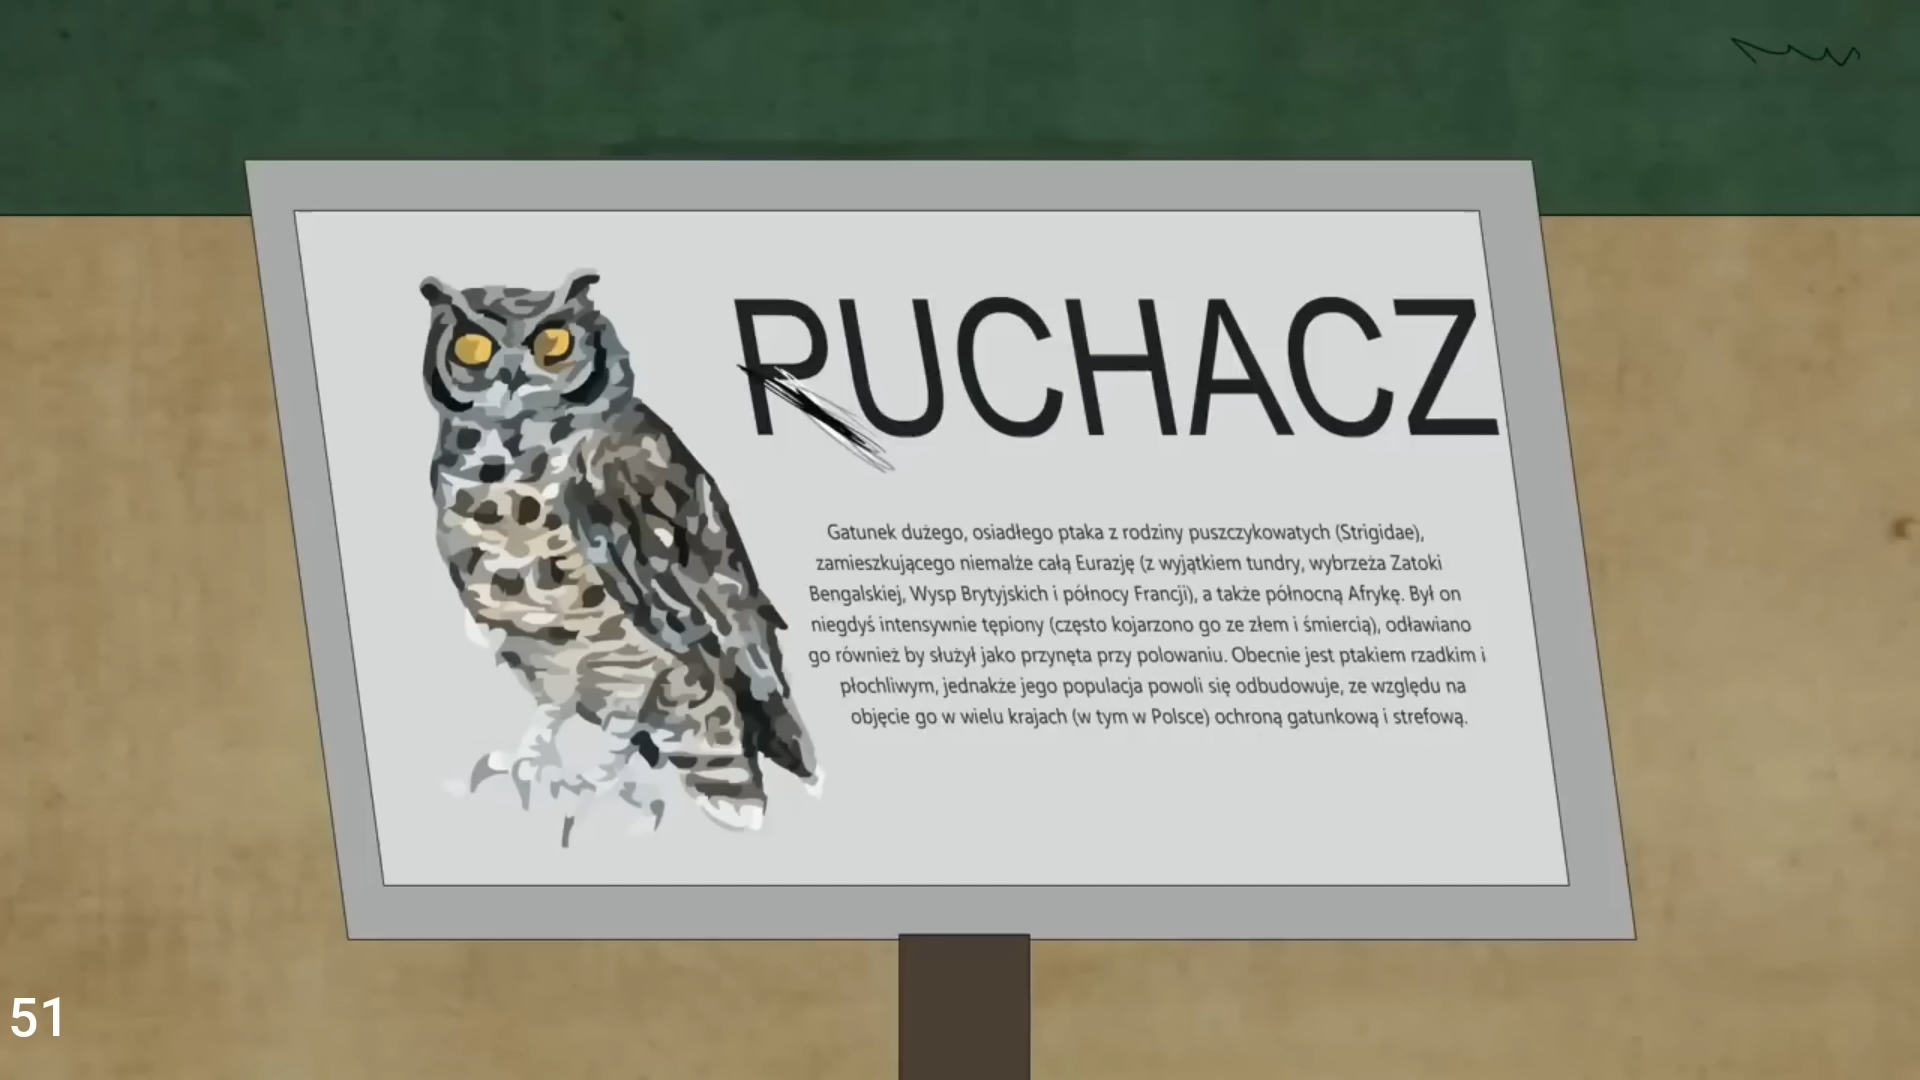 PUCHACZ
Gatunek dużego, osiadłego ptaka z rodziny puszczykowatych (Strigidae),
zamieszkującego niemalże całą Eurazję (z wyjątkiem tundry, wybrzeża Zatoki
Bengalskiej, Wysp Brytyjskich i północy Francji), a także północną Afrykę. Był on
niegdyś intensywnie tępiony (często kojarzono go ze złem i śmiercią), odławiano
go również by służył jako przynęta przy polowaniu. Obecnie jest ptakiem rzadkim i
płochliwym, jednakże jego populacja powoli się odbudowuje, ze względu na
objęcie go w wielu krajach (w tym w Polsce) ochroną gatunkową i strefową.
51